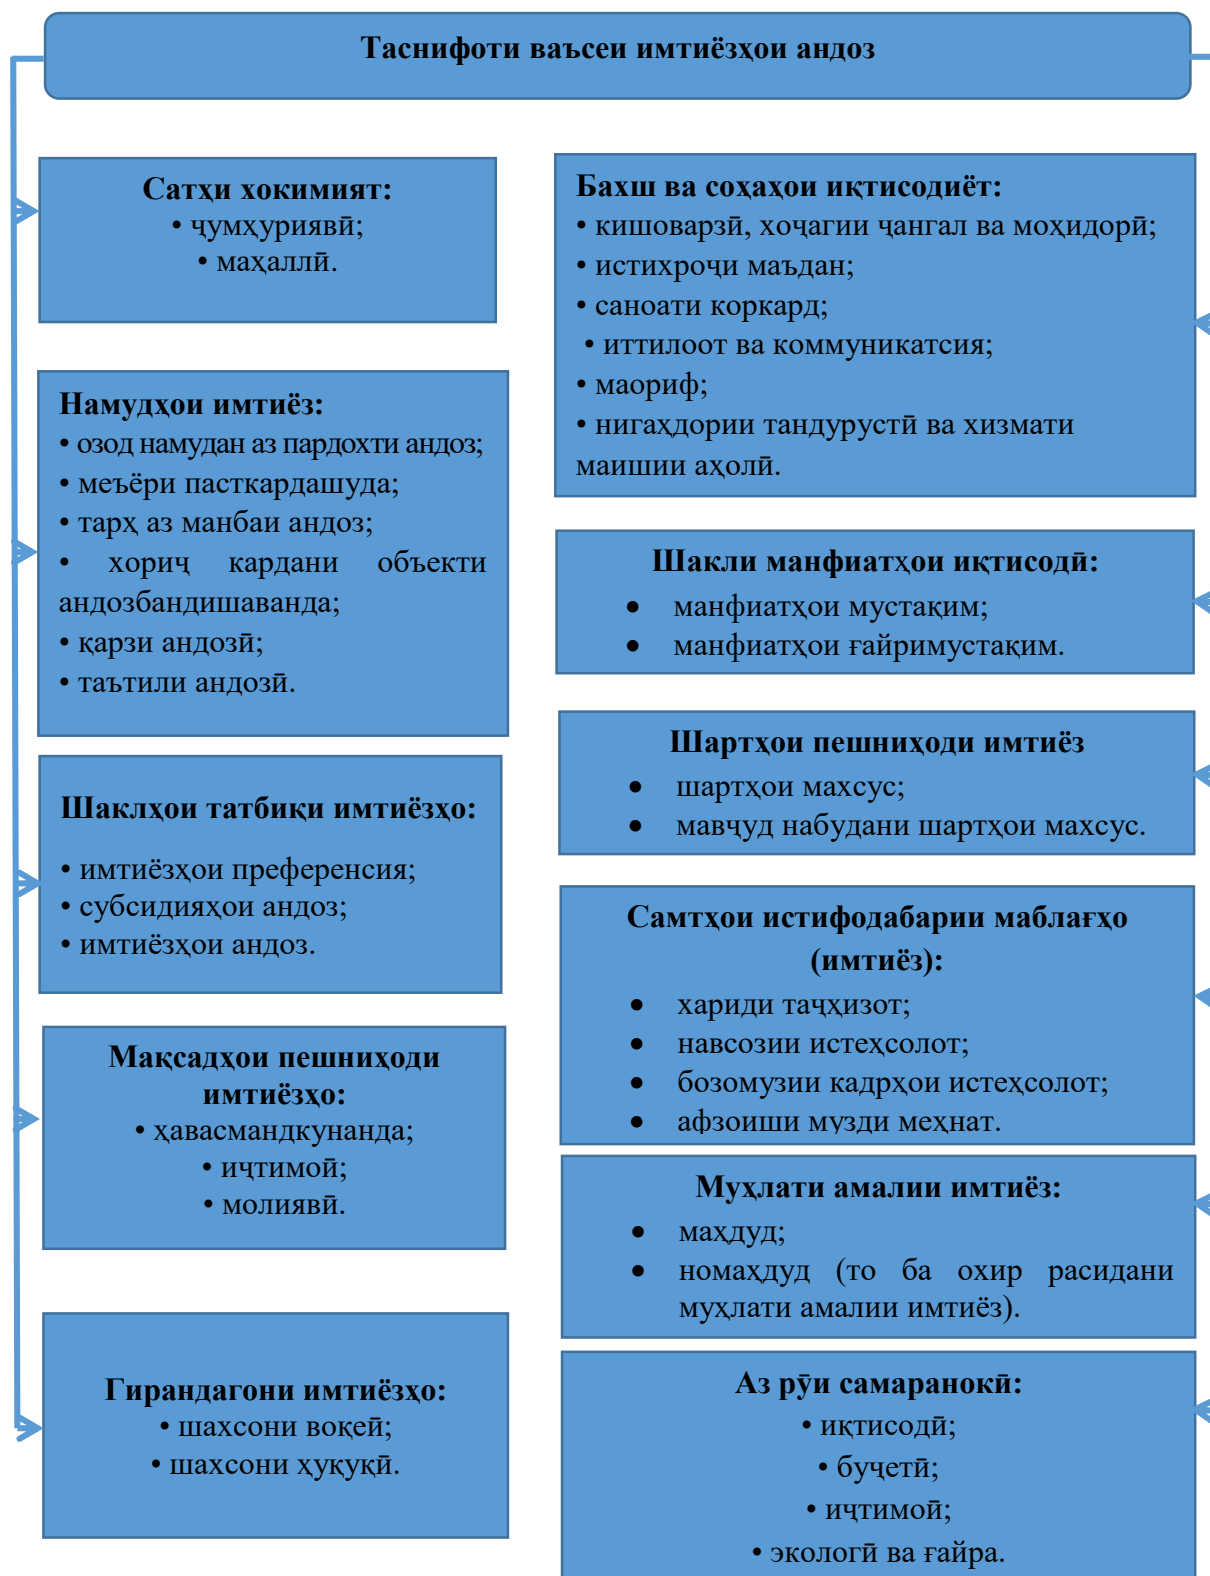 Таснифоти ваъсеи имтиёзҳои андоз
Сатҳи хокимият:
• ҷумҳуриявӣ;
• маҳаллӣ.
Намудҳои имтиёз:
• озод намудан аз пардохти андоз;
• меъёри пасткардашуда;
• тарҳ аз манбаи андоз;
• хориҷ кардани объекти
андозбандишаванда;
• қарзи андозӣ;
• таътили андозӣ.
Шаклҳои татбиқи имтиёзҳо:
• имтиёзҳои преференсия;
• субсидияҳои андоз;
• имтиёзҳои андоз.
Мақсадҳои пешниҳоди
имтиёзҳо:
• ҳавасмандкунанда;
• иҷтимоӣ;
• молиявӣ.
Гирандагони имтиёзҳо:
• шахсони воқеӣ;
• шахсони ҳуқуқӣ.
Бахш ва соҳаҳои иқтисодиёт:
• кишоварзӣ, хоҷагии ҷангал ва моҳидорӣ;
• истихроҷи маъдан;
• саноати коркард;
• иттилоот ва коммуникатсия;
• маориф;
• нигаҳдории тандурустӣ ва хизмати
маишии аҳолӣ.
Шакли манфиатҳои иқтисодӣ:
• манфиатҳои мустақим;
• манфиатҳои ғайримустақим.
Шартҳои пешниҳоди имтиёз
• шартҳои махсус;
• мавҷуд набудани шартҳои махсус.
Самтҳои истифодабарии маблағҳо
(имтиёз):
• хариди таҷҳизот;
• навсозии истеҳсолот;
• бозомузии кадрҳои истеҳсолот;
• афзоиши музди меҳнат.
Муҳлати амалии имтиёз:
• маҳдуд;
• номаҳдуд (то ба охир расидани
муҳлати амалии имтиёз).
Аз рӯи самаранокӣ:
• иқтисодӣ;
• буҷетӣ;
• иҷтимоӣ;
• экологӣ ва ғайра.